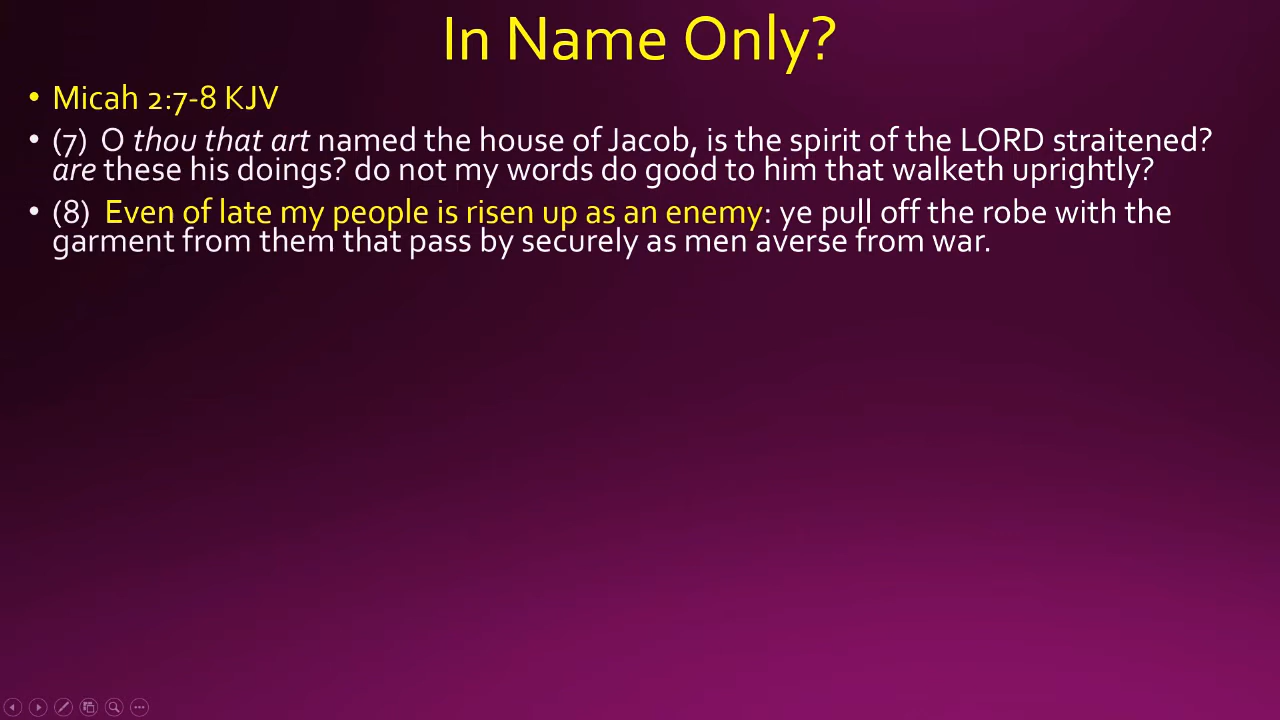 In Name Only?
• Micah 2:7-8 KJV
• (7) O thou that art named the house of Jacob, is the spirit of the LORD straitened?
are these his doings? do not my words do good to him that walketh uprightly?
• (8) Even of late my people is risen up as an enemy: ye pull off the robe with the
garment from them that pass by securely as men averse from war.